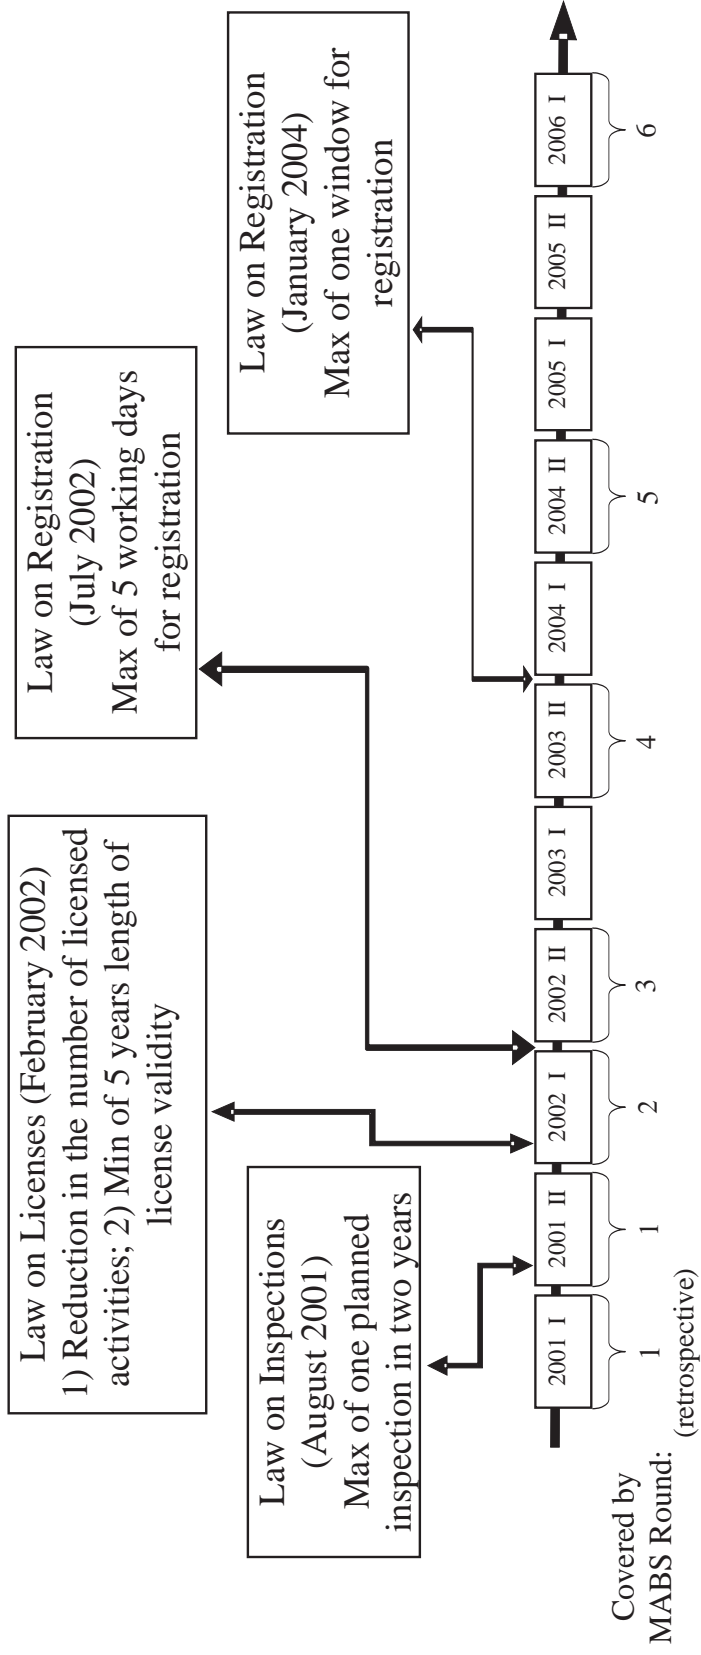 Law on Licenses (February 2002)
1) Reduction in the number of licensed
activities; 2) Min of 5 years length of
license validity
Law on Registration
(July 2002)
Max of 5 working days
for registration
Law on Inspections
(August 2001)
Max of one planned
inspection in two years
Law on Registration
(January 2004)
Max of one window for
registration
2001 I
2001 II
2002 I
2002 II
2003 I
2003 II
2004 I
2004 II
2005 I
2005 II
2006 I
Covered by
MABS Round:
1
(retrospective)
1
2
3
4
5
6